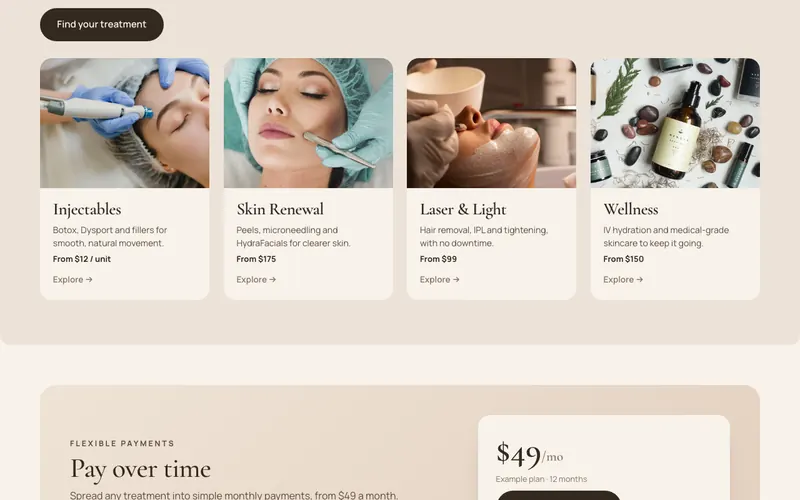 Find your treatment
Injectables
Botox, Dysport and fillers for
smooth, natural movement.
From $12 / unit
Explore →
Skin Renewal
Peels, microneedling and
HydraFacials for clearer skin.
From $175
Explore →
Laser & Light
Hair removal, IPL and tightening,
with no downtime.
From $99
Explore →
Wellness
IV hydration and medical-grade
skincare to keep it going.
From $150
Explore →
FLEXIBLE PAYMENTS
Pay over time
Spread any treatment into simple monthly payments, from $49 a month.
$49/mo
Example plan · 12 months